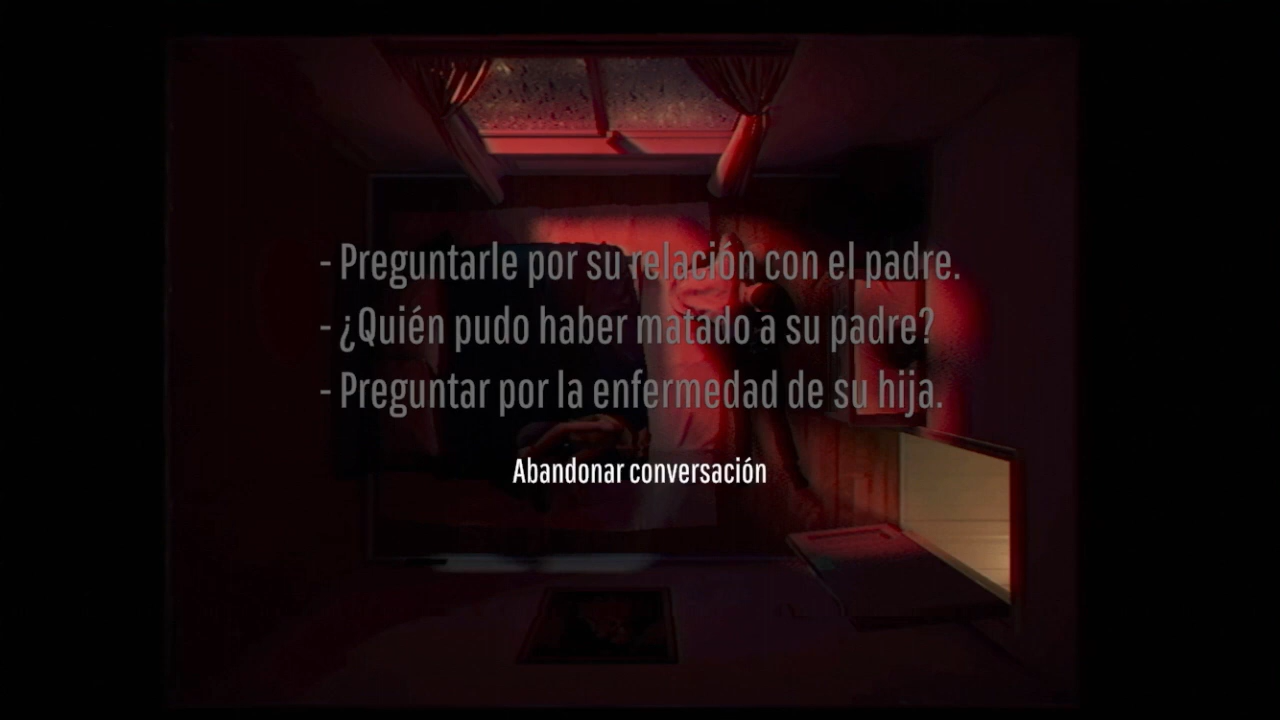 - Preguntarle por su relación con el padre.
- ¿Quién pudo haber matado a su padre?
- Preguntar por la enfermedad de su hija.
Abandonar conversación